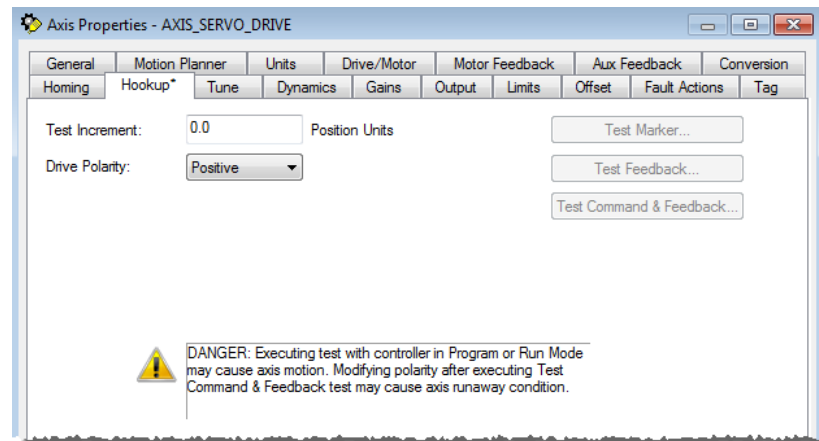 Axis Properties - AXIS_SERVO_DRIVE
General Motion Planner Units Drive/Motor Motor Feedback Aux Feedback Conversion
Homing Hookup* Tune Dynamics Gains Output Limits Offset Fault Actions Tag
Test Increment: 0.0 Position Units Test Marker...
Drive Polarity: Positive Test Feedback...
Test Command & Feedback...
DANGER: Executing test with controller in Program or Run Mode
may cause axis motion. Modifying polarity after executing Test
Command & Feedback test may cause axis runaway condition.